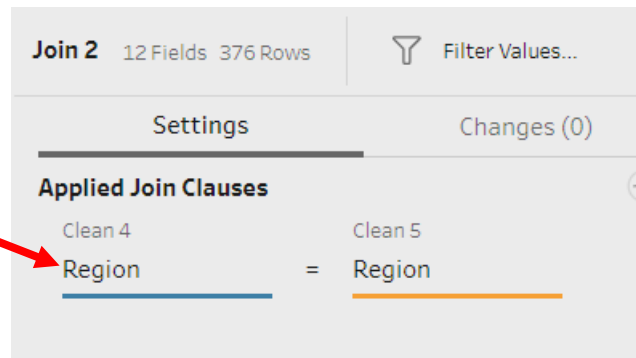 Join 2 12 Fields 376 Rows Filter Values...
Settings Changes (0)
Applied Join Clauses
Clean 4 Clean 5
Region = Region